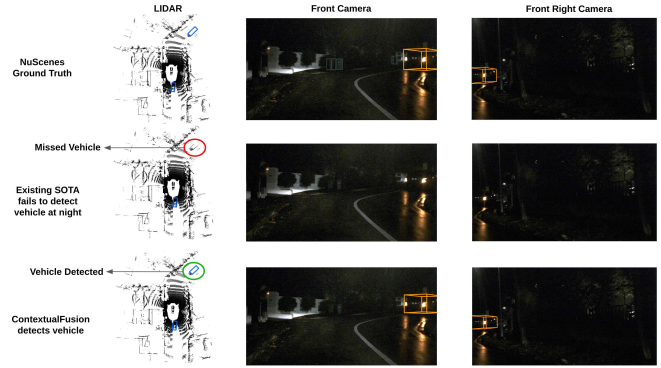 LIDAR
Front Camera
Front Right Camera
NuScenes
Ground Truth
Missed Vehicle
Existing SOTA
fails to detect
vehicle at night
Vehicle Detected
ContextualFusion
detects vehicle